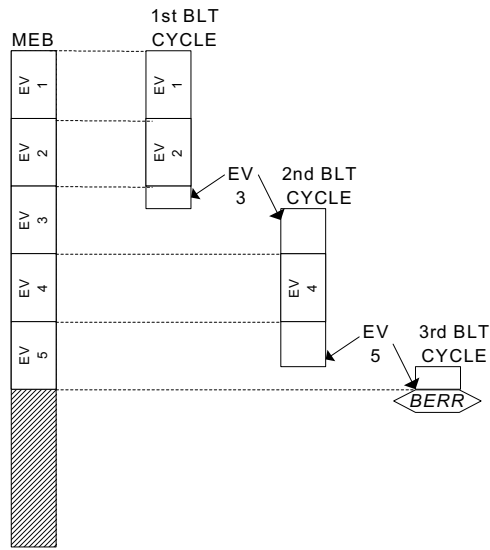 1st BLT
CYCLE
MEB
EV 1
EV 1
EV 2
EV 2
EV
3
2nd BLT
CYCLE
EV 3
EV 4
EV 4
EV
5
3rd BLT
CYCLE
EV 5
BERR